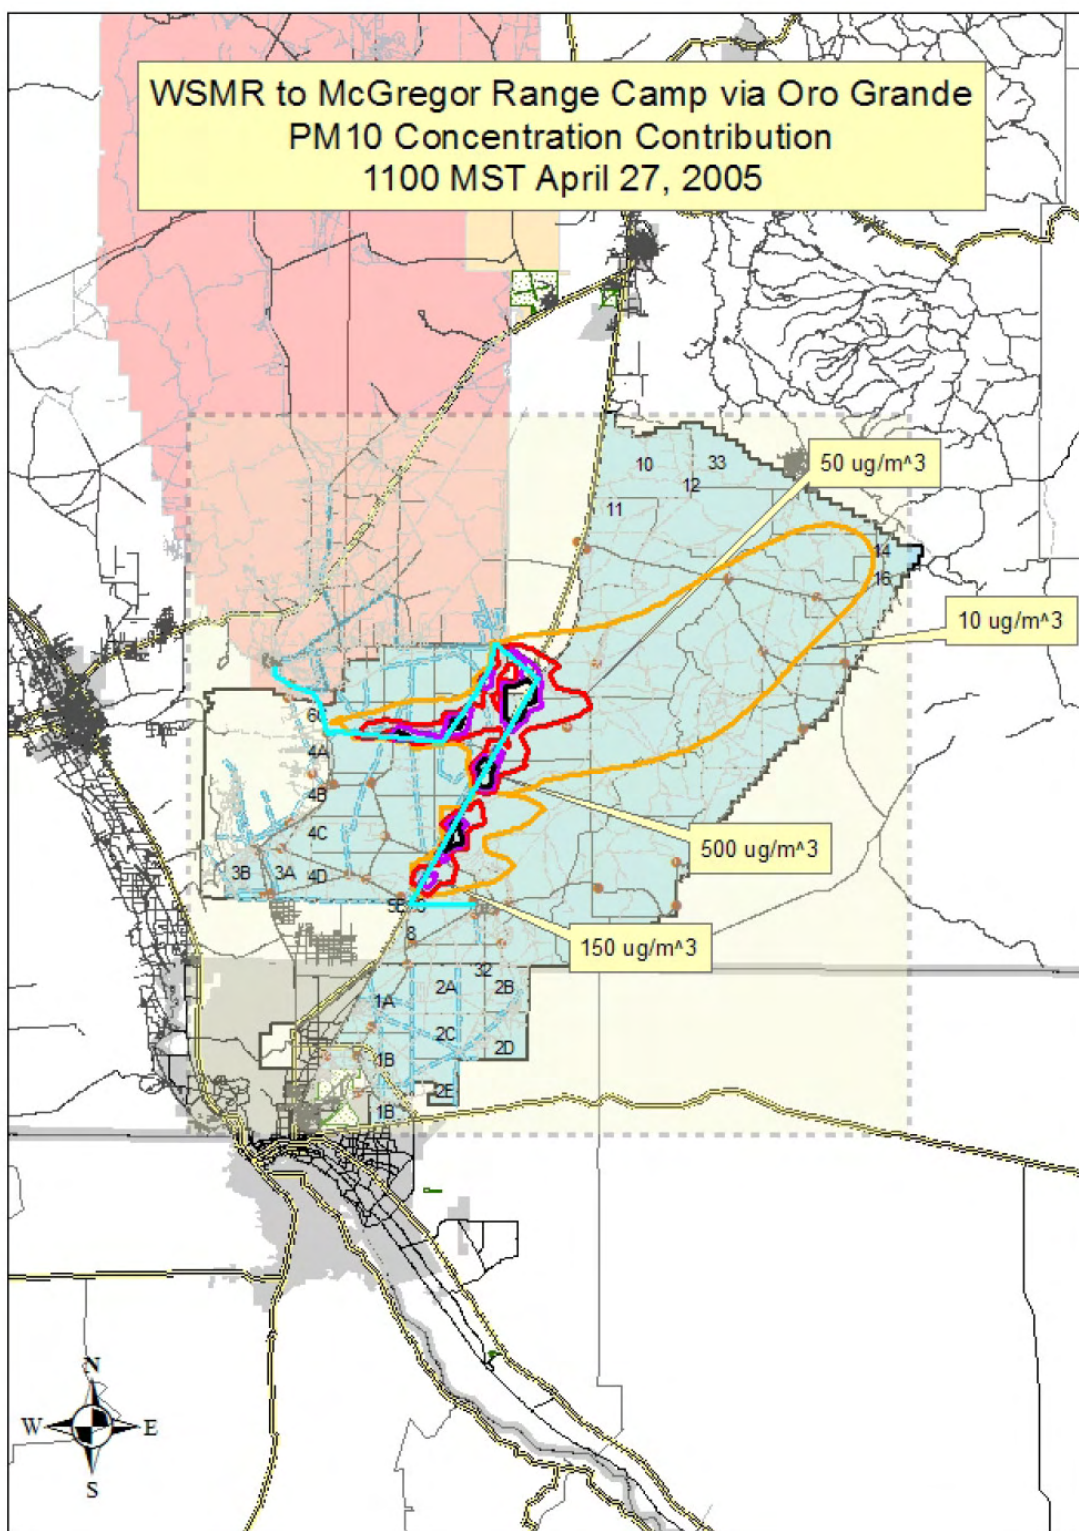 WSMR to McGregor Range Camp via Oro Grande
PM10 Concentration Contribution
1100 MST April 27, 2005
50 ug/m^3
10
33
12
11
14
16
10 ug/m^3
4A
4B
4C
500 ug/m^3
3B
3A
4D
8
150 ug/m^3
32
2A
2B
1A
2C
2D
1B
2E
1B
N
W
E
S